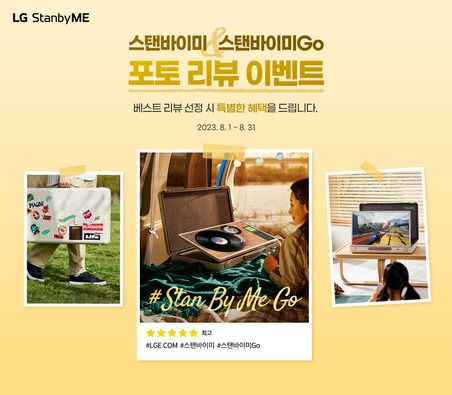 LG StanbyME
스탠바이미 & 스탠바이미Go
포토 리뷰 이벤트
베스트 리뷰 선정 시 특별한 혜택을 드립니다.
2023. 8. 1 ~ 8. 31
#Stan By Me Go
최고
#LGE.COM #스탠바이미 #스탠바이미Go